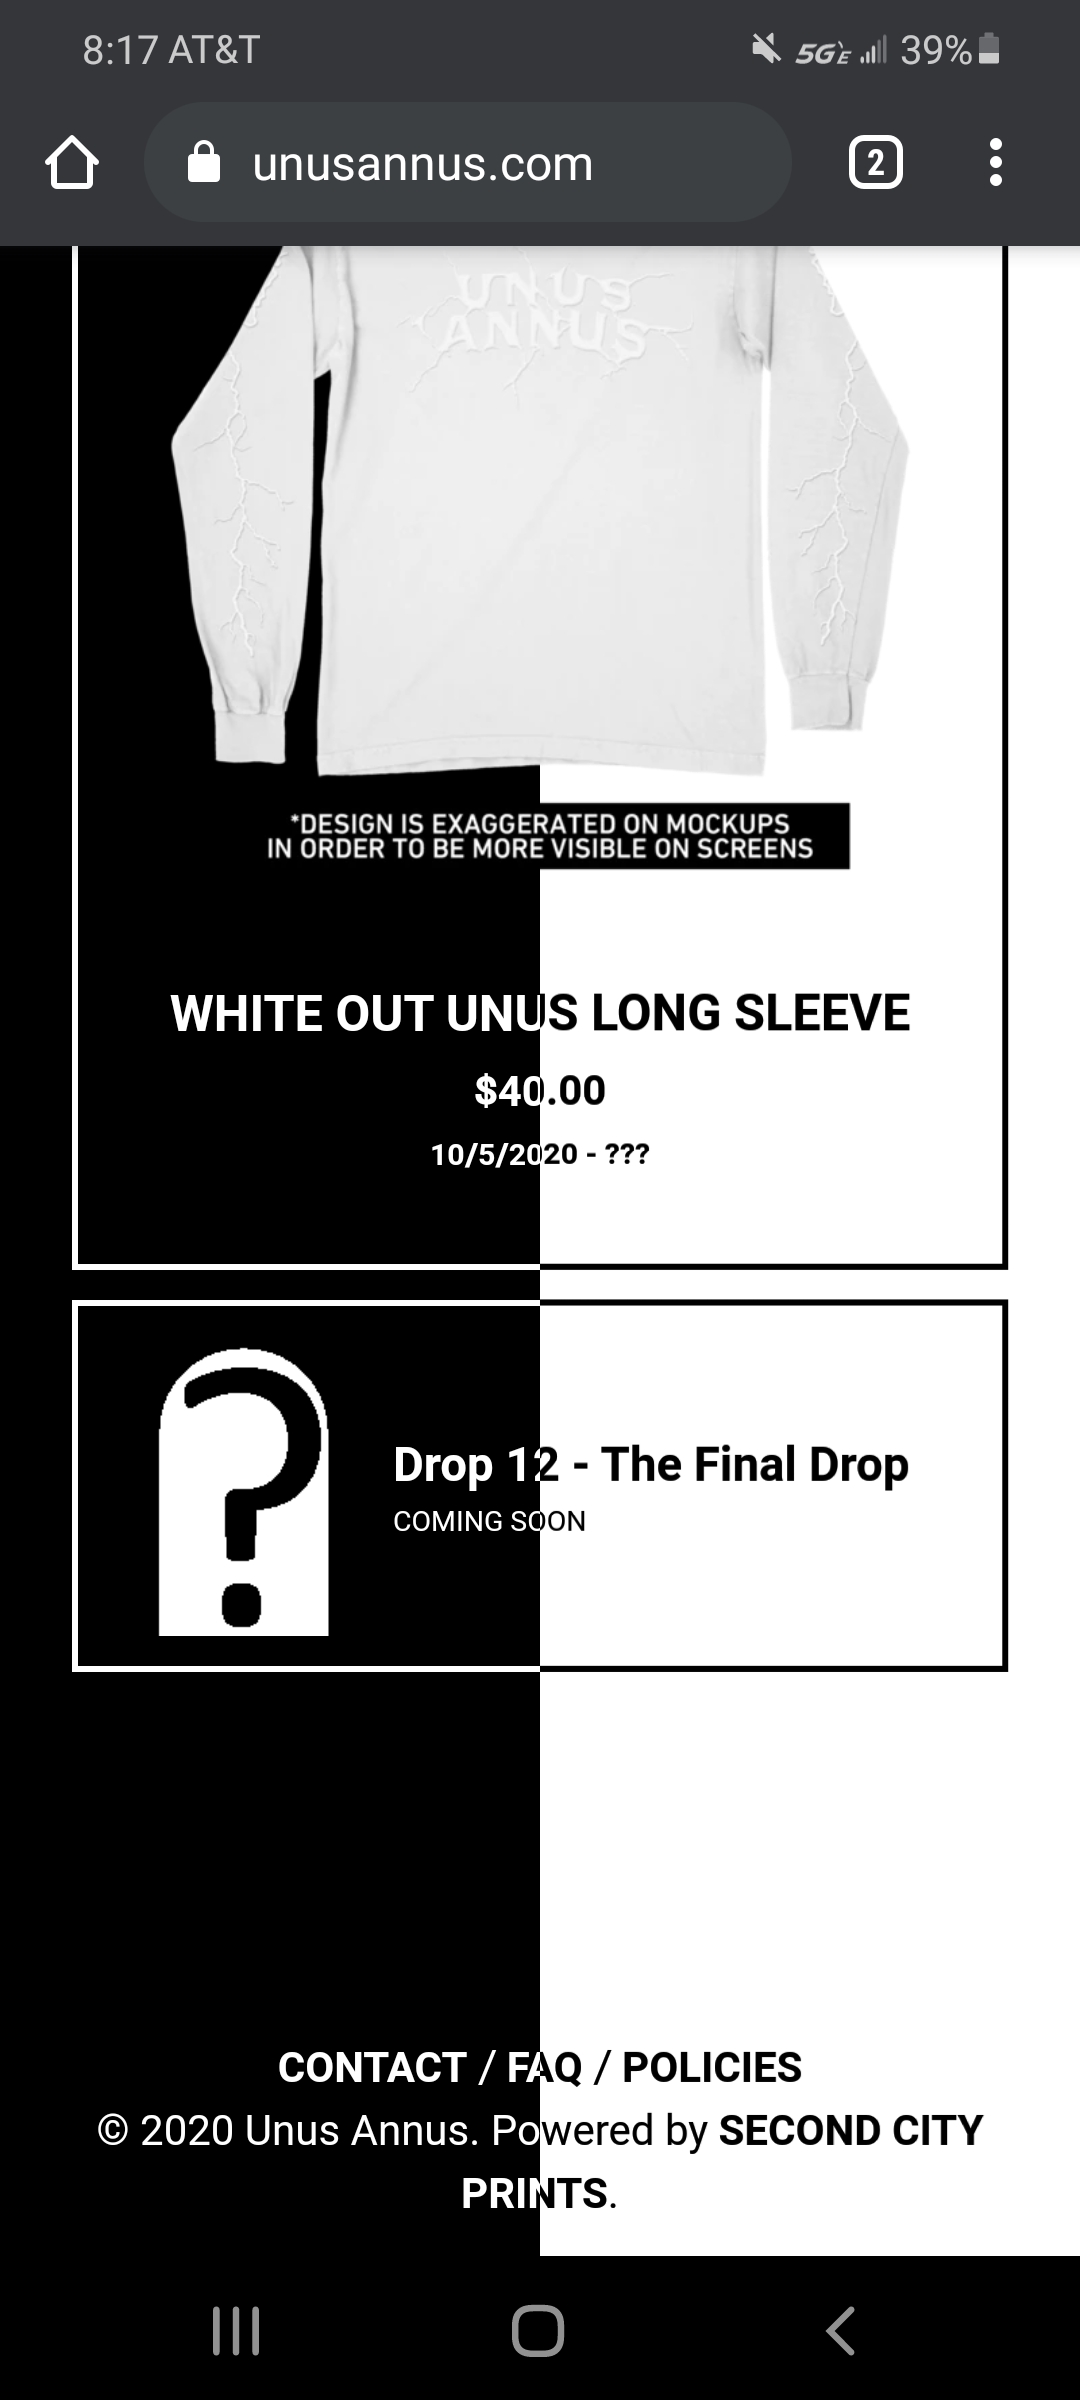 8:17 AT&T 5GE 39%
unusannus.com 2
UNUS
ANNUS
*DESIGN IS EXAGGERATED ON MOCKUPS
IN ORDER TO BE MORE VISIBLE ON SCREENS
WHITE OUT UNUS LONG SLEEVE
$40.00
10/5/2020 - ???
?
Drop 12 - The Final Drop
COMING SOON
CONTACT / FAQ / POLICIES
© 2020 Unus Annus. Powered by SECOND CITY
PRINTS.